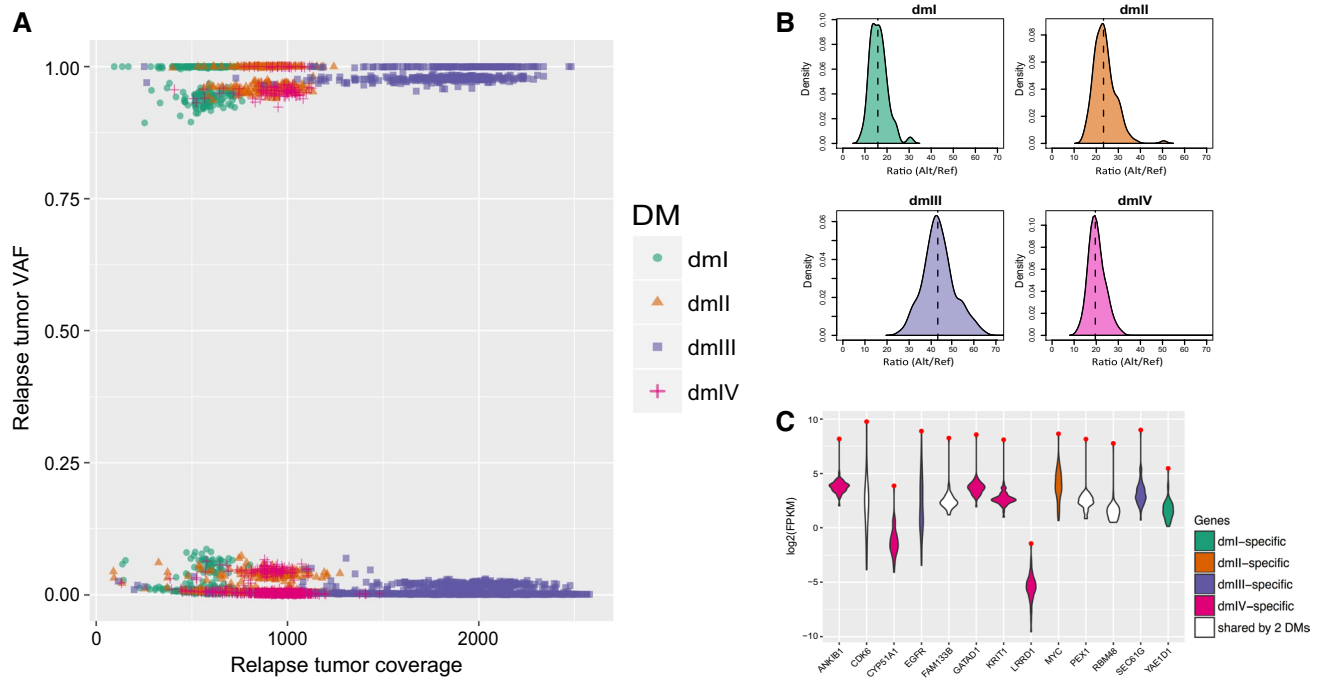 A
Relapse tumor VAF
1.00
0.75
0.50
0.25
0.00
0 1000 2000
Relapse tumor coverage
DM
dmI
dmII
dmIII
dmIV
B
dmI
Density
0.00 0.02 0.04 0.06 0.08 0.10
0 10 20 30 40 50 60 70
Ratio (Alt/Ref)
dmII
Density
0.00 0.02 0.04 0.06 0.08
0 10 20 30 40 50 60 70
Ratio (Alt/Ref)
dmIII
Density
0.00 0.02 0.04 0.06
0 10 20 30 40 50 60 70
Ratio (Alt/Ref)
dmIV
Density
0.00 0.02 0.04 0.06 0.08 0.10
0 10 20 30 40 50 60 70
Ratio (Alt/Ref)
C
log2(FPKM)
10
5
0
−5
−10
ANKIB1 CDK6 CYP51A1 EGFR FAM133B GATAD1 KRIT1 LRRD1 MYC PEX1 RBM48 SEC61G YAE1D1
Genes
dmI−specific
dmII−specific
dmIII−specific
dmIV−specific
shared by 2 DMs